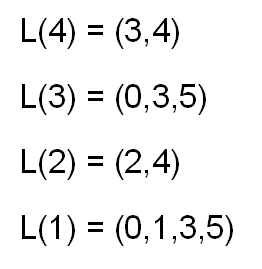 L(4) = (3,4)
L(3) = (0,3,5)
L(2) = (2,4)
L(1) = (0,1,3,5)